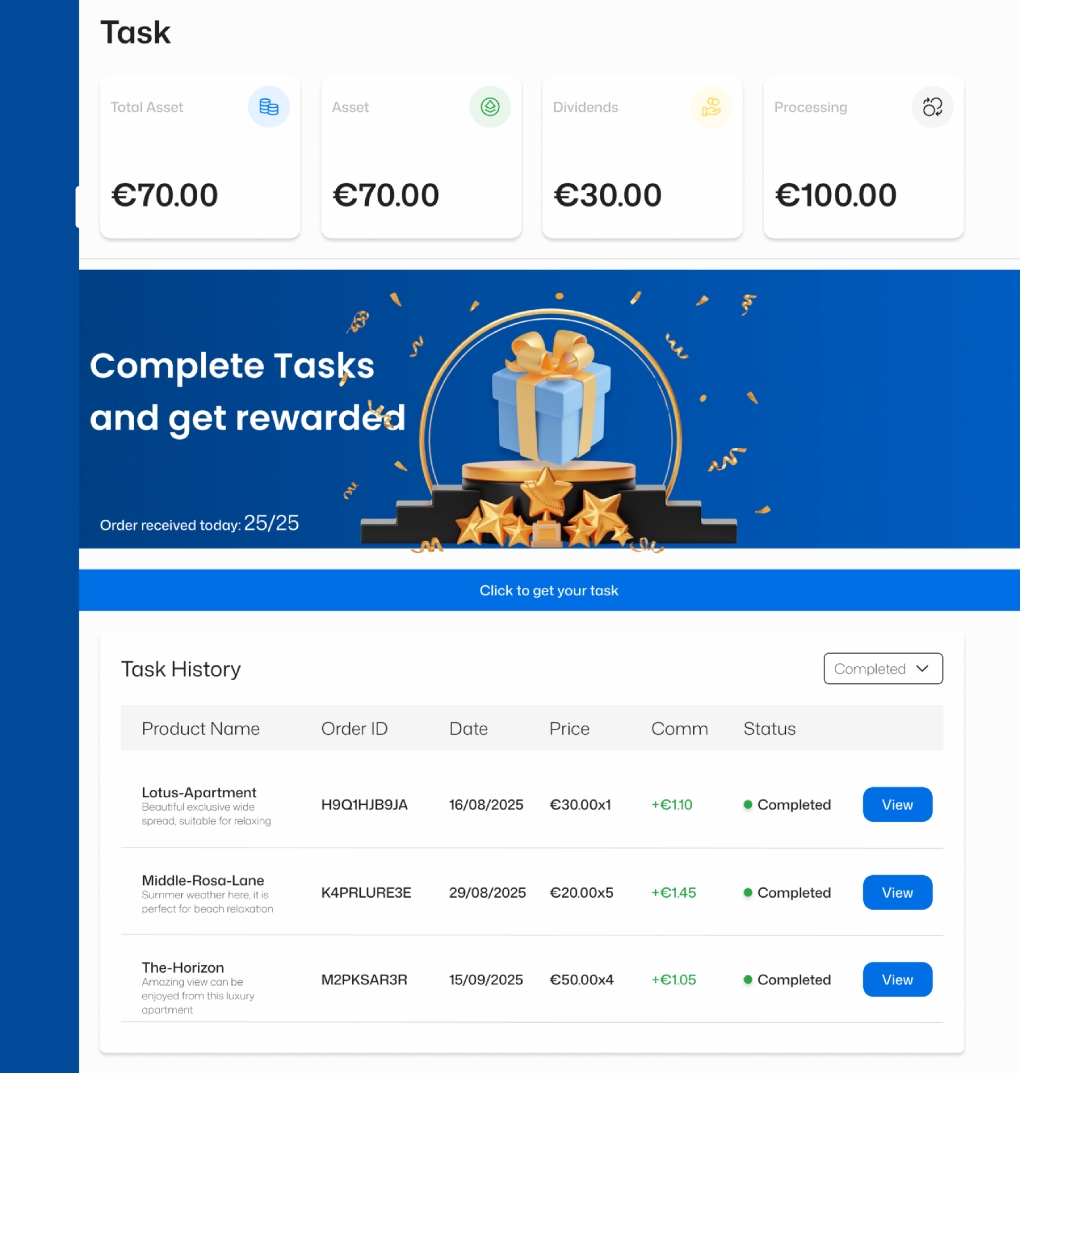 Task
Total Asset
Asset
Dividends
Processing
€70.00
€70.00
€30.00
€100.00
Complete Tasks
and get rewarded
Order received today: 25/25
Click to get your task
Task History
Completed
Product Name Order ID Date Price Comm Status
Lotus-Apartment
Beautiful exclusive wide
spread, suitable for relaxing
H9Q1HJB9JA 16/08/2025 €30.00x1 +€1.10 Completed View
Middle-Rosa-Lane
Summer weather here, it is
perfect for beach relaxation
K4PRLURE3E 29/08/2025 €20.00x5 +€1.45 Completed View
The-Horizon
Amazing view can be
enjoyed from this luxury
apartment
M2PKSAR3R 15/09/2025 €50.00x4 +€1.05 Completed View